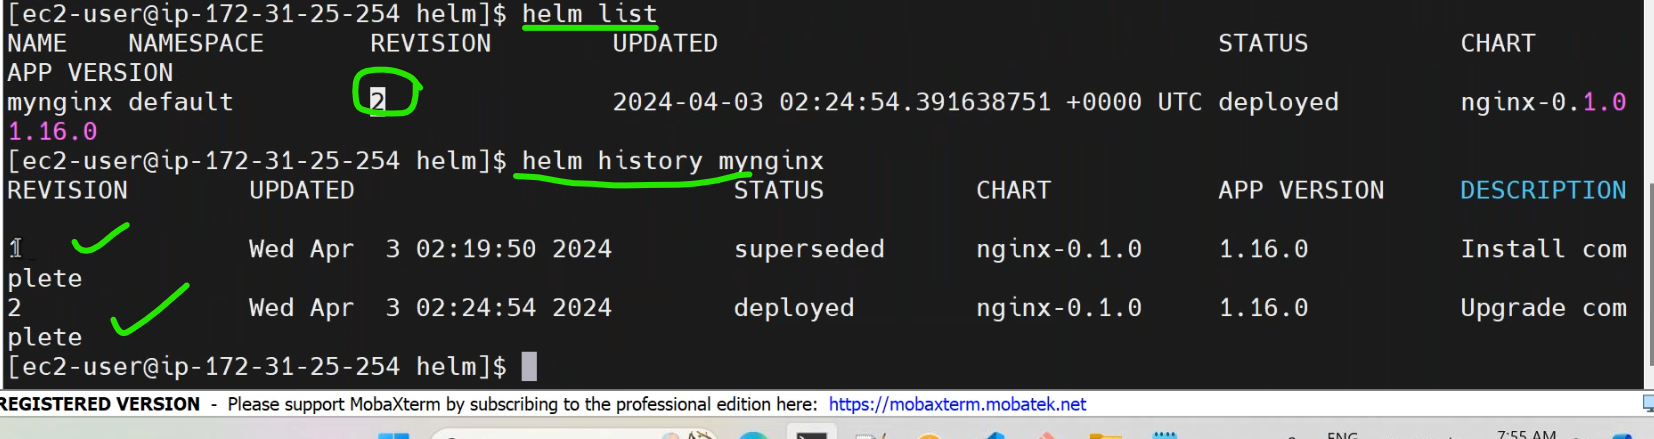 [ec2-user@ip-172-31-25-254 helm]$ helm list
NAME NAMESPACE REVISION UPDATED STATUS CHART
APP VERSION
mynginx default 2 2024-04-03 02:24:54.391638751 +0000 UTC deployed nginx-0.1.0
1.16.0
[ec2-user@ip-172-31-25-254 helm]$ helm history mynginx
REVISION UPDATED STATUS CHART APP VERSION DESCRIPTION
1 Wed Apr 3 02:19:50 2024 superseded nginx-0.1.0 1.16.0 Install com
plete
2 Wed Apr 3 02:24:54 2024 deployed nginx-0.1.0 1.16.0 Upgrade com
plete
[ec2-user@ip-172-31-25-254 helm]$
REGISTERED VERSION - Please support MobaXterm by subscribing to the professional edition here: https://mobaxterm.mobatek.net
ENG 7:55 AM